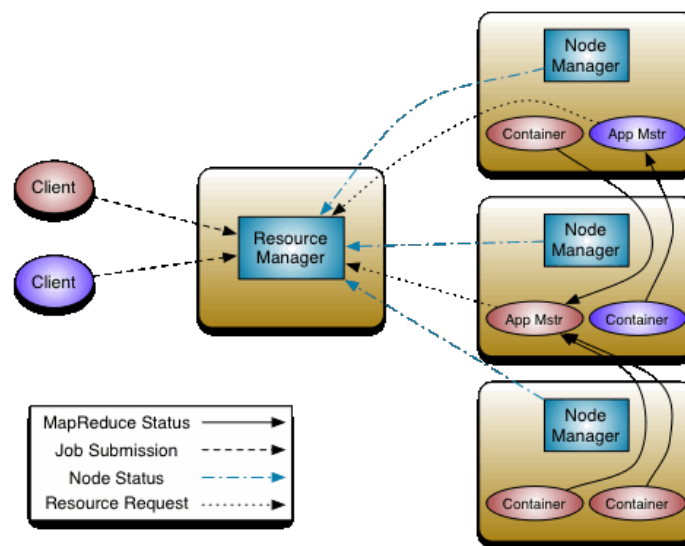 Node
Manager
Container
App Mstr
Client
Resource
Manager
Client
Node
Manager
App Mstr
Container
Node
Manager
Container
Container
MapReduce Status
Job Submission
Node Status
Resource Request